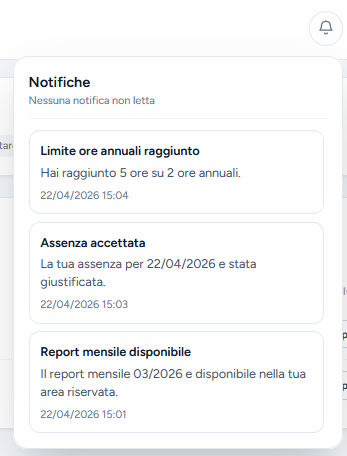 Notifiche
Nessuna notifica non letta
Limite ore annuali raggiunto
Hai raggiunto 5 ore su 2 ore annuali.
22/04/2026 15:04
Assenza accettata
La tua assenza per 22/04/2026 e stata
giustificata.
22/04/2026 15:03
Report mensile disponibile
Il report mensile 03/2026 e disponibile nella tua
area riservata.
22/04/2026 15:01